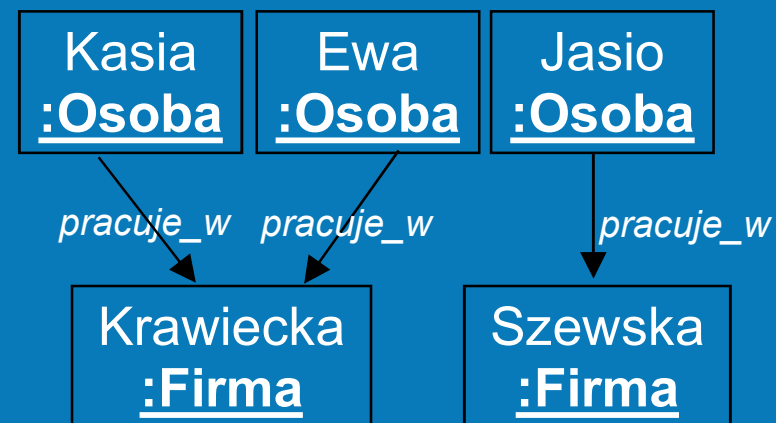 Kasia
:Osoba
Ewa
:Osoba
Jasio
:Osoba
pracuje_w
pracuje_w
pracuje_w
Krawiecka
:Firma
Szewska
:Firma